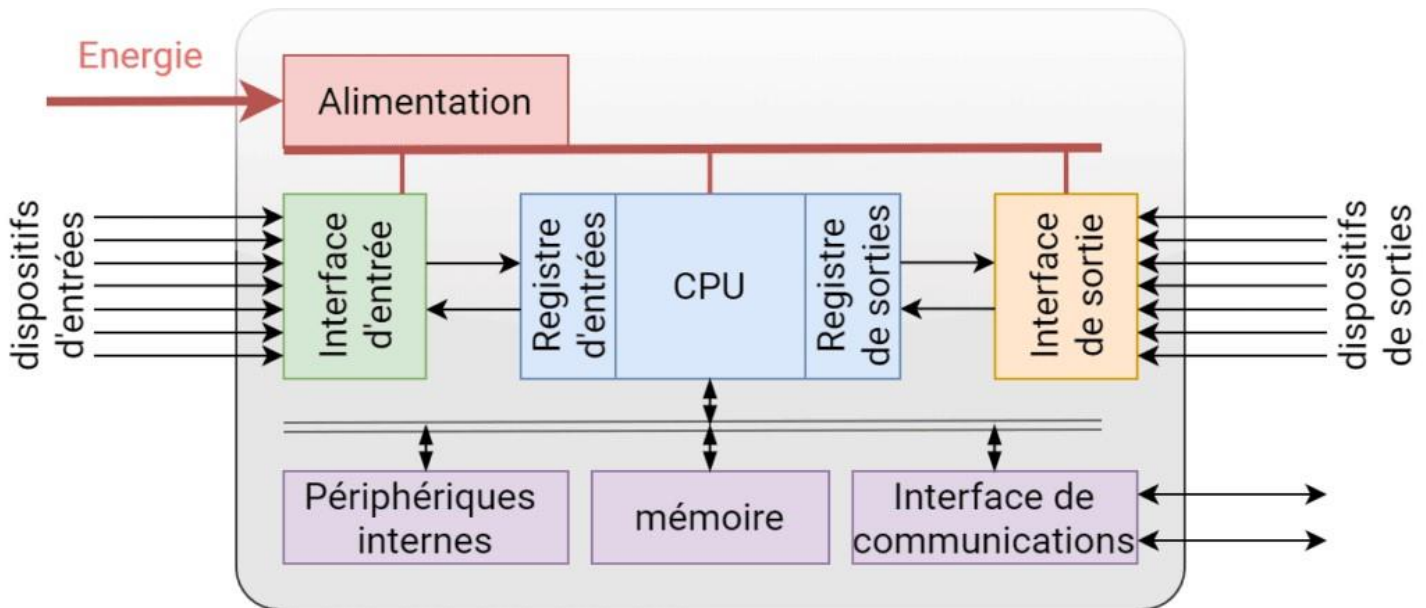 Energie
Alimentation
dispositifs
d'entrées
Interface
d'entrée
Registre
d'entrées
CPU
Registre
de sorties
Interface
de sortie
dispositifs
de sorties
Périphériques
internes
mémoire
Interface de
communications